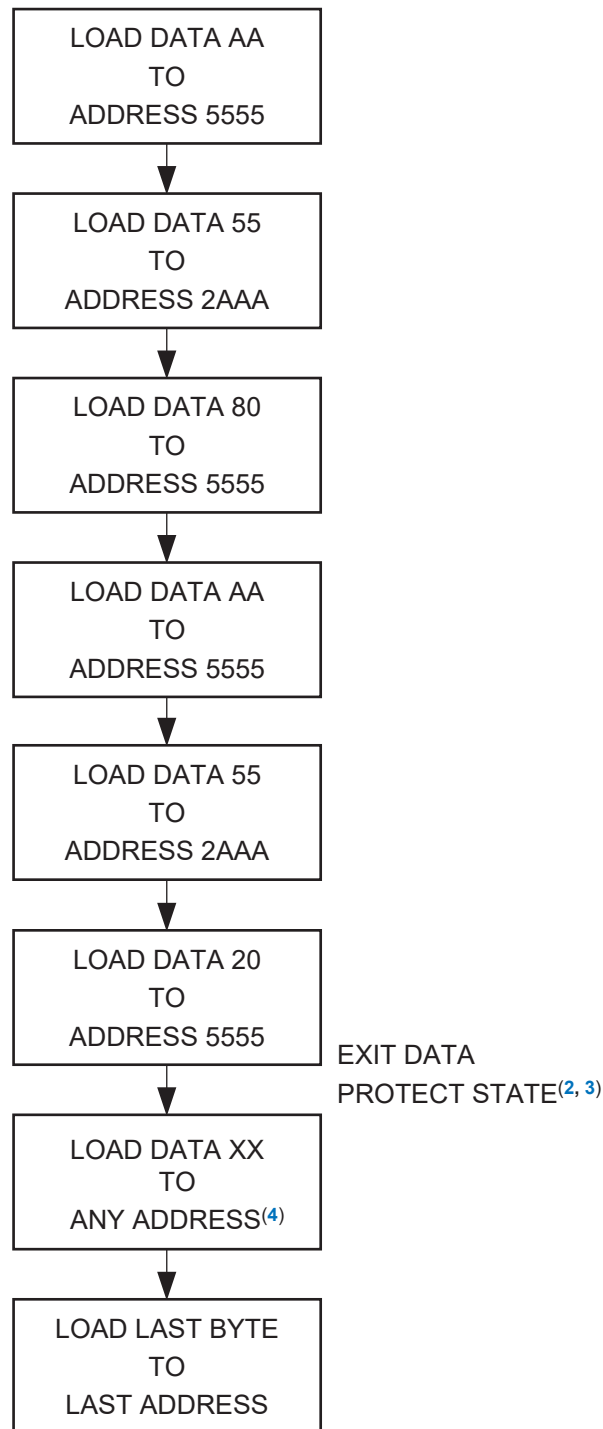 LOAD DATA AA
TO
ADDRESS 5555
LOAD DATA 55
TO
ADDRESS 2AAA
LOAD DATA 80
TO
ADDRESS 5555
LOAD DATA AA
TO
ADDRESS 5555
LOAD DATA 55
TO
ADDRESS 2AAA
LOAD DATA 20
TO
ADDRESS 5555
EXIT DATA
PROTECT STATE(2, 3)
LOAD DATA XX
TO
ANY ADDRESS(4)
LOAD LAST BYTE
TO
LAST ADDRESS